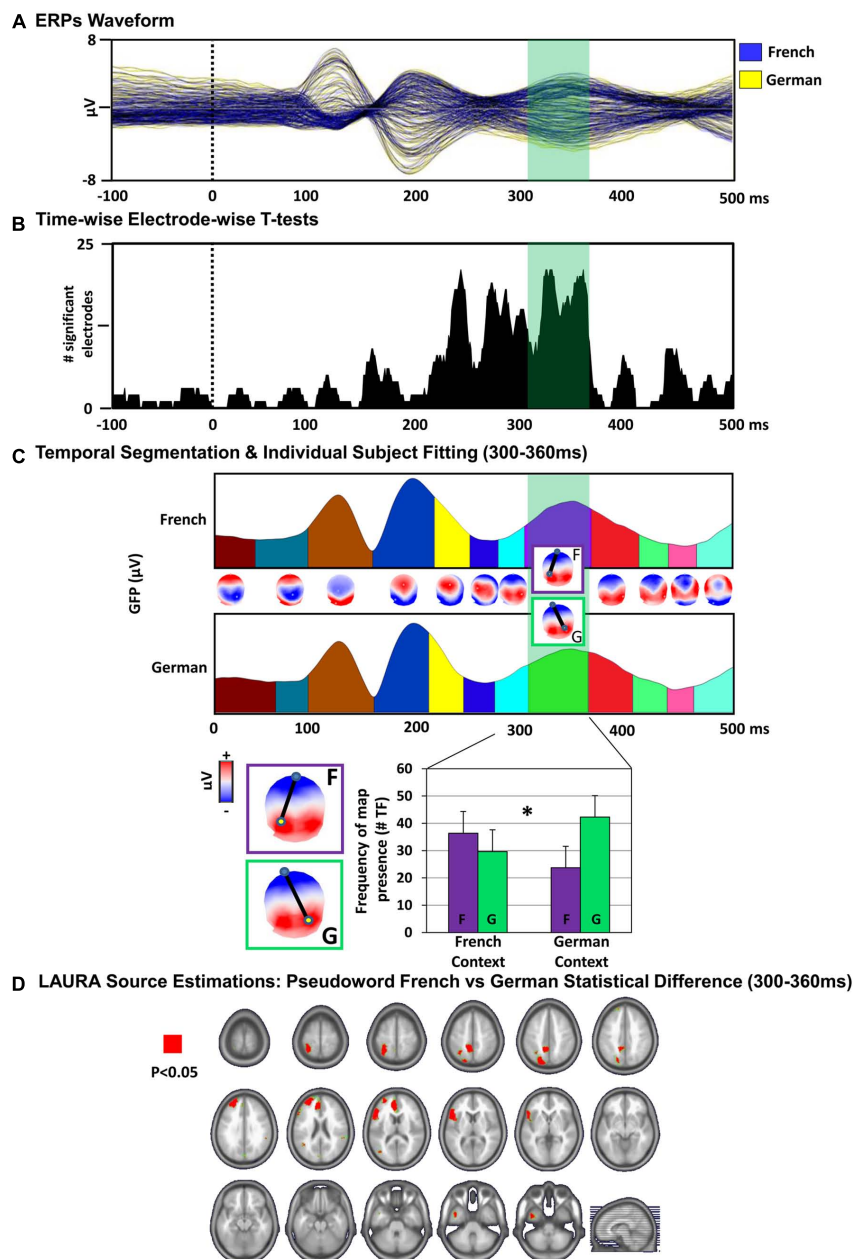 A ERPs Waveform
8
μV
-8
French
German
-100 0 100 200 300 400 500 ms
B Time-wise Electrode-wise T-tests
25
# significant
electrodes
0
-100 0 100 200 300 400 500 ms
C Temporal Segmentation & Individual Subject Fitting (300-360ms)
French
F
GFP (μV)
G
German
0 100 200 300 400 500 ms
+
μV
-
F
G
Frequency of map
presence (# TF)
60
50
40
30
20
10
0
*
F G F G
French
Context
German
Context
D LAURA Source Estimations: Pseudoword French vs German Statistical Difference (300-360ms)
P<0.05